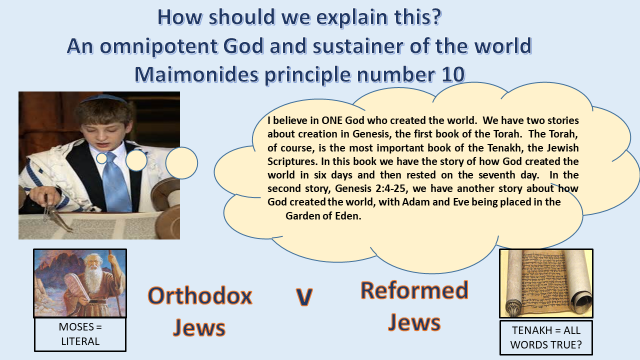 How should we explain this?
An omnipotent God and sustainer of the world
Maimonides principle number 10
I believe in ONE God who created the world. We have two stories
about creation in Genesis, the first book of the Torah. The Torah,
of course, is the most important book of the Tenakh, the Jewish
Scriptures. In this book we have the story of how God created the
world in six days and then rested on the seventh day. In the
second story, Genesis 2:4-25, we have another story about how
God created the world, with Adam and Eve being placed in the
Garden of Eden.
Orthodox
Jews
v
Reformed
Jews
MOSES =
LITERAL
TENAKH = ALL
WORDS TRUE?